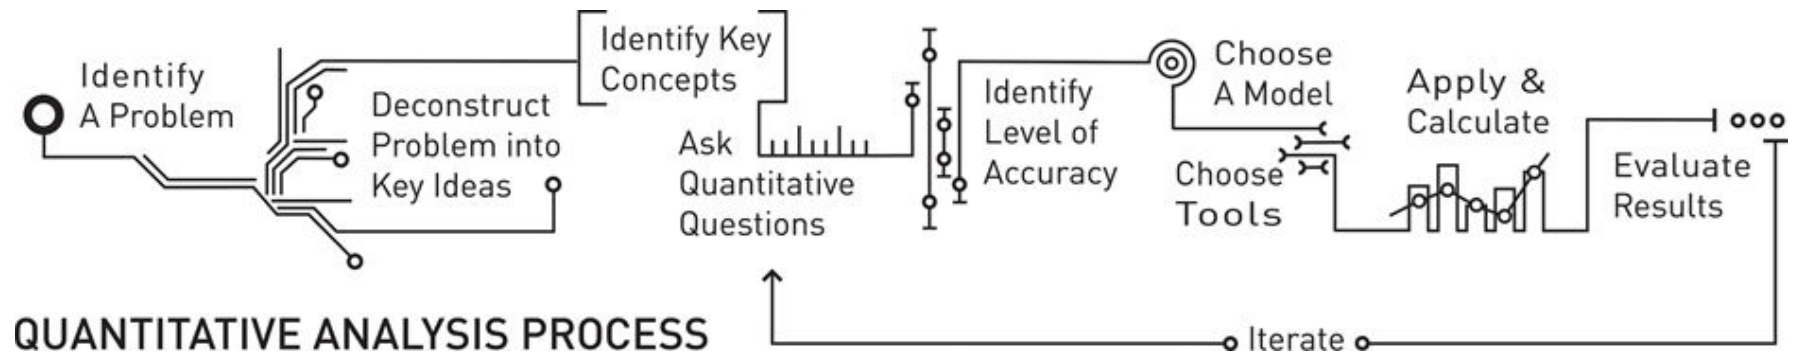 Identify
A Problem
Deconstruct
Problem into
Key Ideas
Identify Key
Concepts
Ask
Quantitative
Questions
Identify
Level of
Accuracy
Choose
A Model
Choose
Tools
Apply &
Calculate
Evaluate
Results
Iterate
QUANTITATIVE ANALYSIS PROCESS